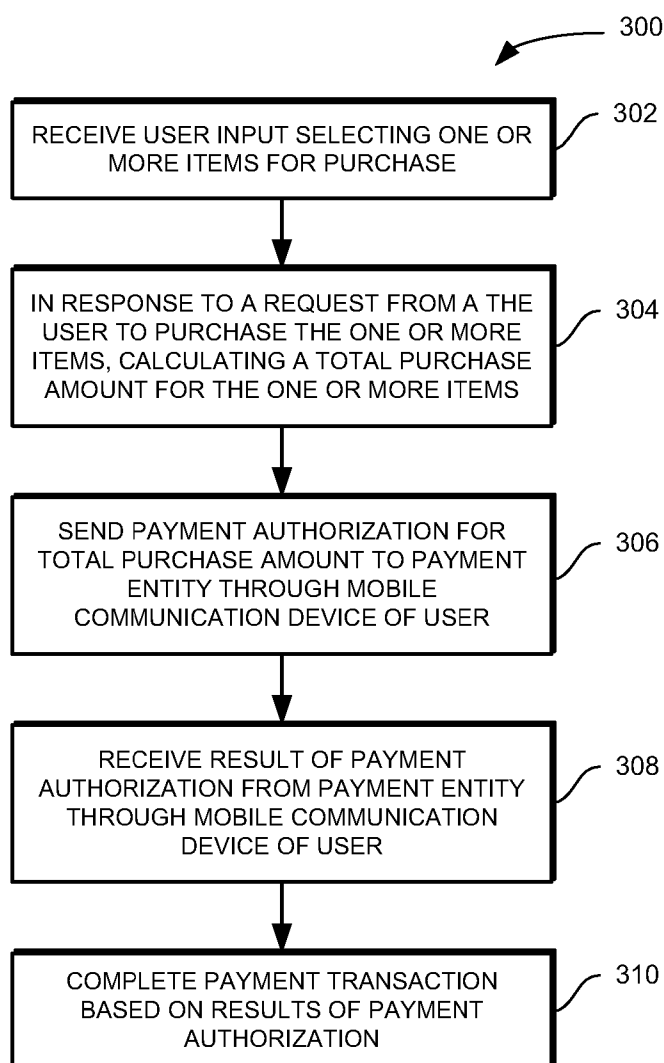 300
302
RECEIVE USER INPUT SELECTING ONE OR
MORE ITEMS FOR PURCHASE
304
IN RESPONSE TO A REQUEST FROM A THE
USER TO PURCHASE THE ONE OR MORE
ITEMS, CALCULATING A TOTAL PURCHASE
AMOUNT FOR THE ONE OR MORE ITEMS
306
SEND PAYMENT AUTHORIZATION FOR
TOTAL PURCHASE AMOUNT TO PAYMENT
ENTITY THROUGH MOBILE
COMMUNICATION DEVICE OF USER
308
RECEIVE RESULT OF PAYMENT
AUTHORIZATION FROM PAYMENT ENTITY
THROUGH MOBILE COMMUNICATION
DEVICE OF USER
310
COMPLETE PAYMENT TRANSACTION
BASED ON RESULTS OF PAYMENT
AUTHORIZATION